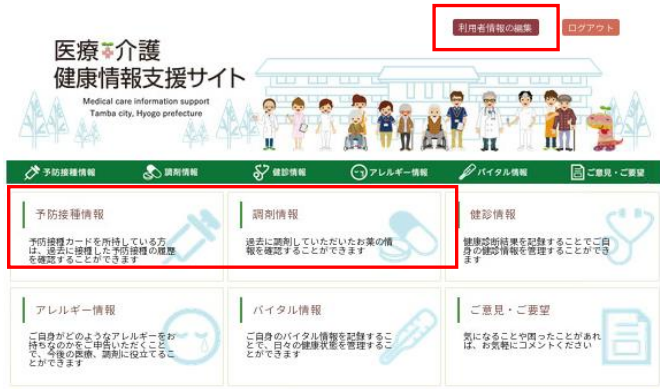 利用者情報の編集
ログアウト
医療介護
健康情報支援サイト
Medical care information support
Tamba city, Hyogo prefecture
予防接種情報
調剤情報
健診情報
アレルギー情報
バイタル情報
ご意見・ご要望
予防接種情報
予防接種カードを所持している方
は、過去に接種した予防接種の履歴
を確認することができます
調剤情報
過去に調剤していただいたお薬の情
報を確認することができます
健診情報
健康診断結果を記録することでご自
身の健診情報を管理することができ
ます
アレルギー情報
ご自身がどのようなアレルギーをお
持ちなのかをご申告いただくこと
で、今後の医療、調剤に役立てるこ
とができます
バイタル情報
ご自身のバイタル情報を記録するこ
とで、日々の健康状態を管理するこ
とができます
ご意見・ご要望
気になることや困ったことがあれ
ば、お気軽にコメントください